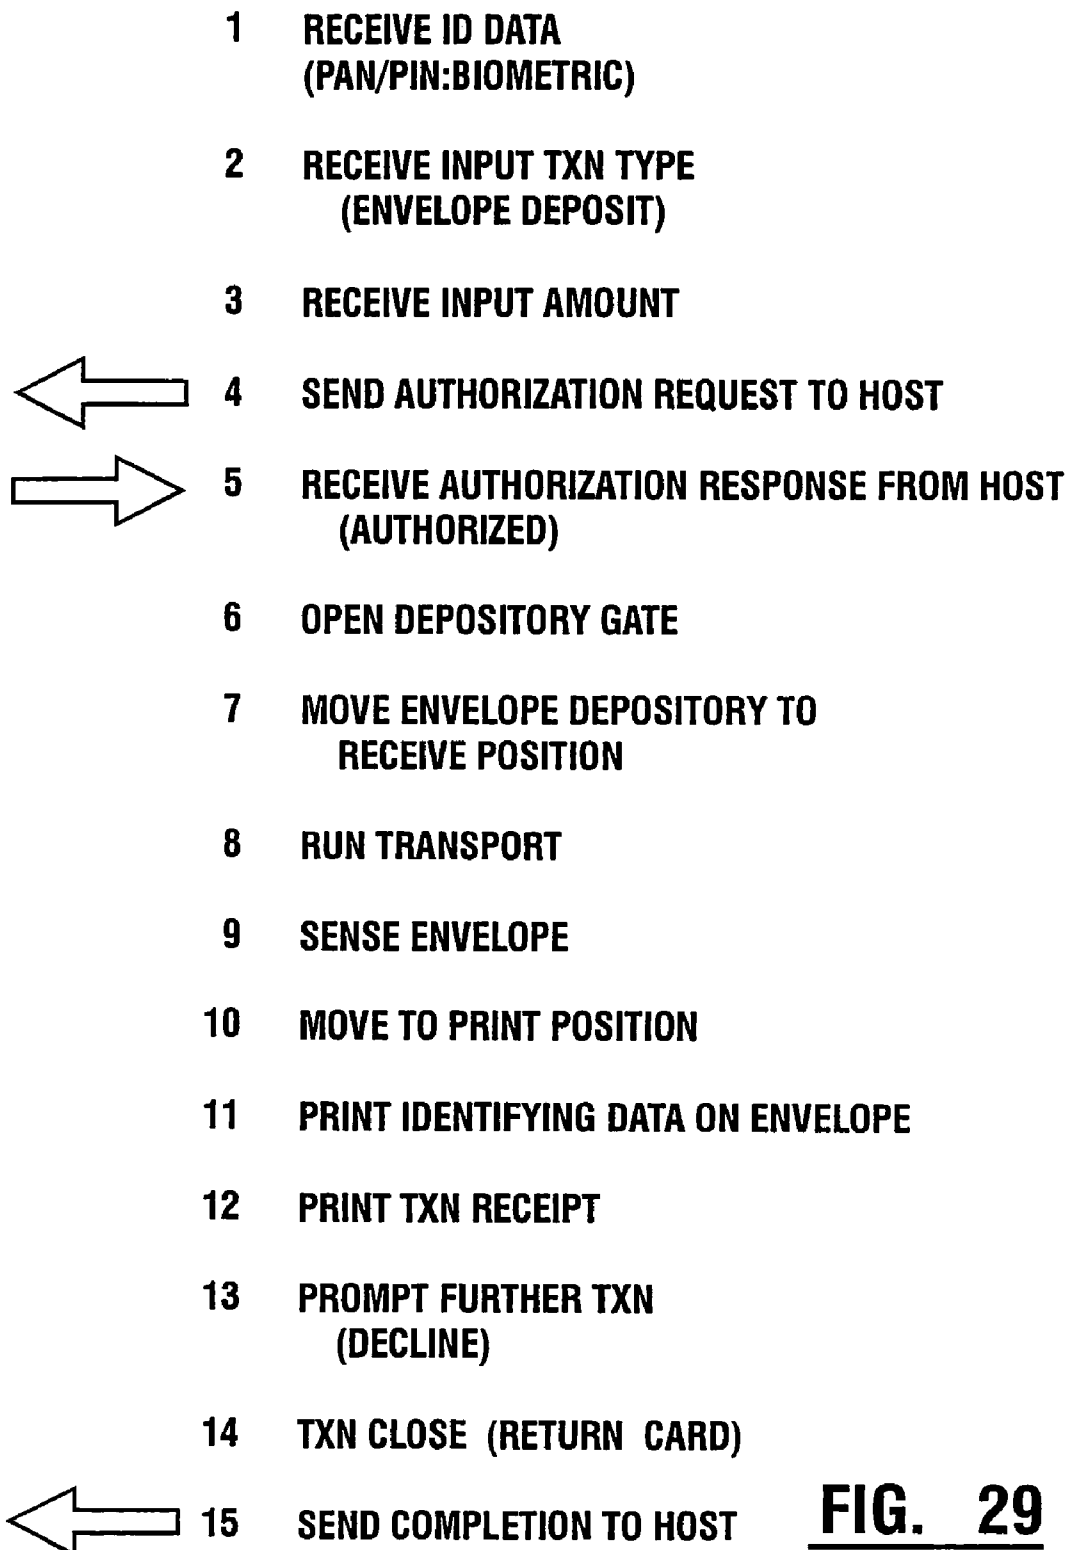 1 RECEIVE ID DATA
(PAN/PIN:BIOMETRIC)
2 RECEIVE INPUT TXN TYPE
(ENVELOPE DEPOSIT)
3 RECEIVE INPUT AMOUNT
4 SEND AUTHORIZATION REQUEST TO HOST
5 RECEIVE AUTHORIZATION RESPONSE FROM HOST
(AUTHORIZED)
6 OPEN DEPOSITORY GATE
7 MOVE ENVELOPE DEPOSITORY TO
RECEIVE POSITION
8 RUN TRANSPORT
9 SENSE ENVELOPE
10 MOVE TO PRINT POSITION
11 PRINT IDENTIFYING DATA ON ENVELOPE
12 PRINT TXN RECEIPT
13 PROMPT FURTHER TXN
(DECLINE)
14 TXN CLOSE (RETURN CARD)
15 SEND COMPLETION TO HOST
FIG. 29